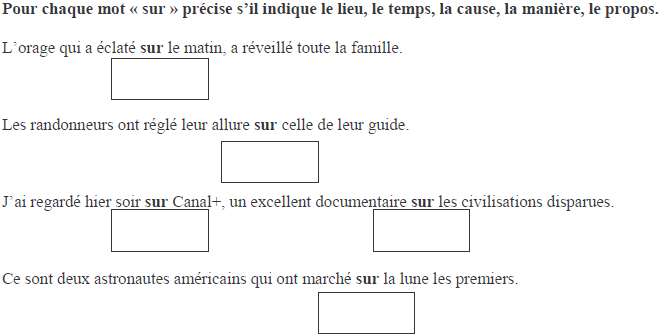 Pour chaque mot « sur » précise s’il indique le lieu, le temps, la cause, la manière, le propos.
L’orage qui a éclaté sur le matin, a réveillé toute la famille.
Les randonneurs ont réglé leur allure sur celle de leur guide.
J’ai regardé hier soir sur Canal+, un excellent documentaire sur les civilisations disparues.
Ce sont deux astronautes américains qui ont marché sur la lune les premiers.